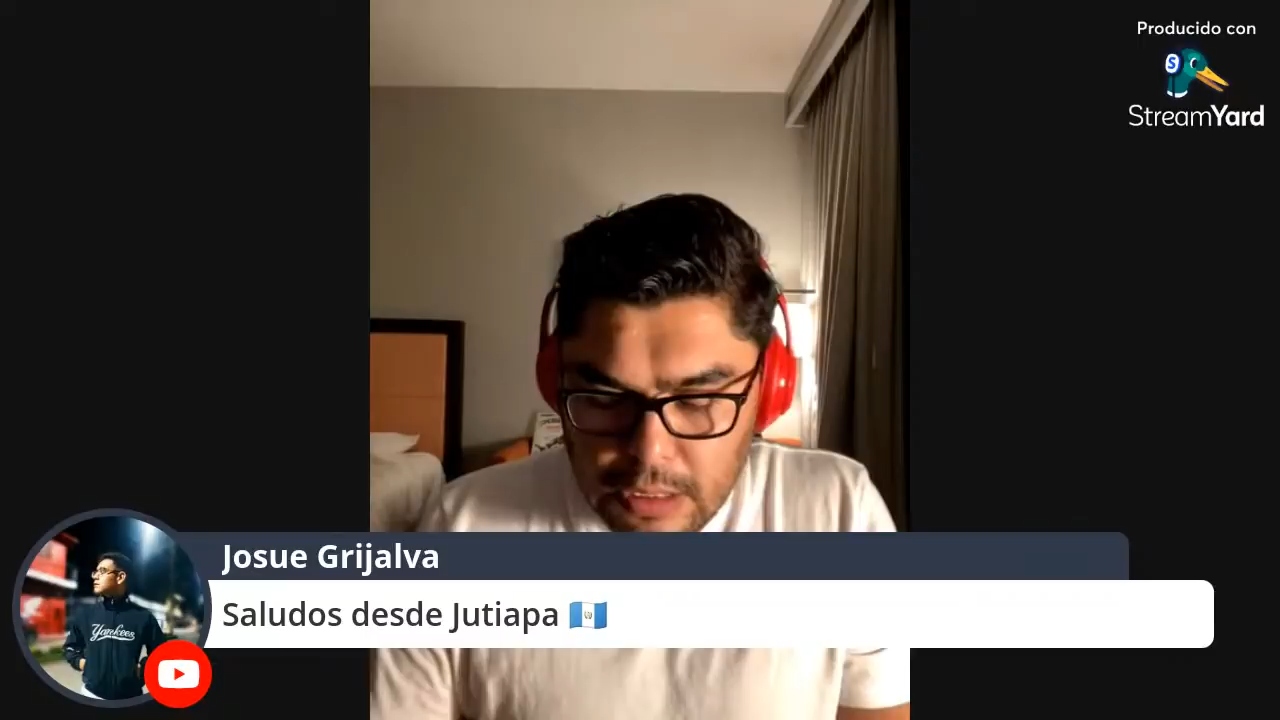 Producido con
S
StreamYard
Josue Grijalva
Saludos desde Jutiapa
Yankees